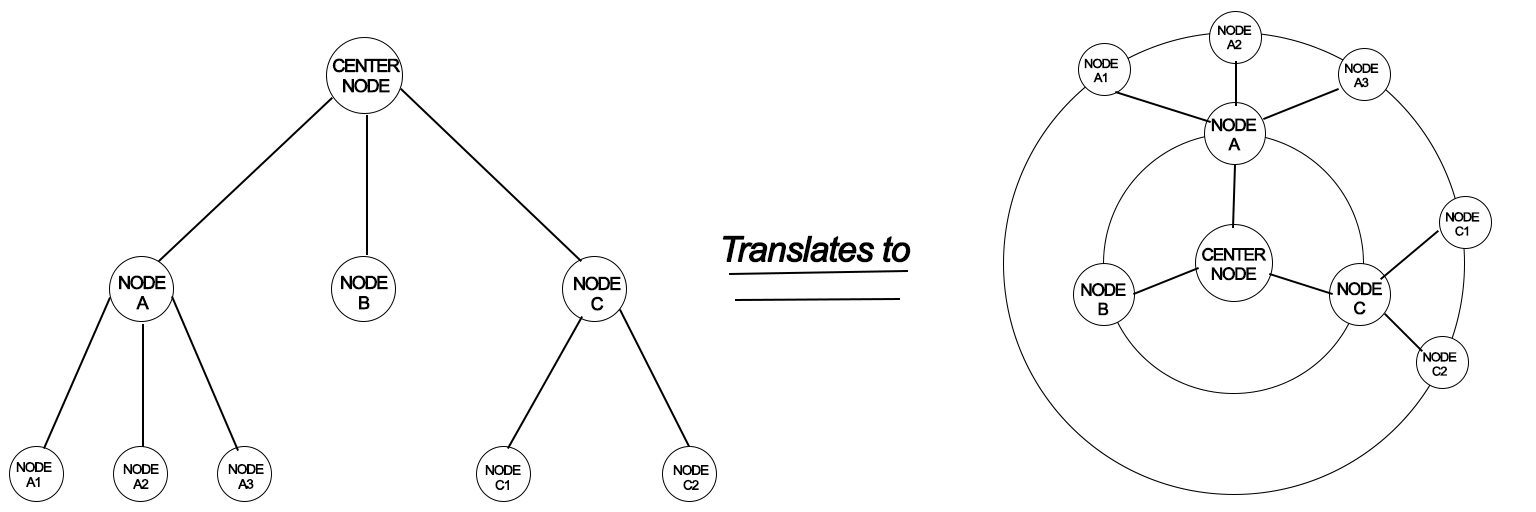 CENTER
NODE
NODE
A
NODE
B
NODE
C
NODE
A1
NODE
A2
NODE
A3
NODE
C1
NODE
C2
Translates to
NODE
A1
NODE
A2
NODE
A3
NODE
A
NODE
C1
CENTER
NODE
NODE
B
NODE
C
NODE
C2